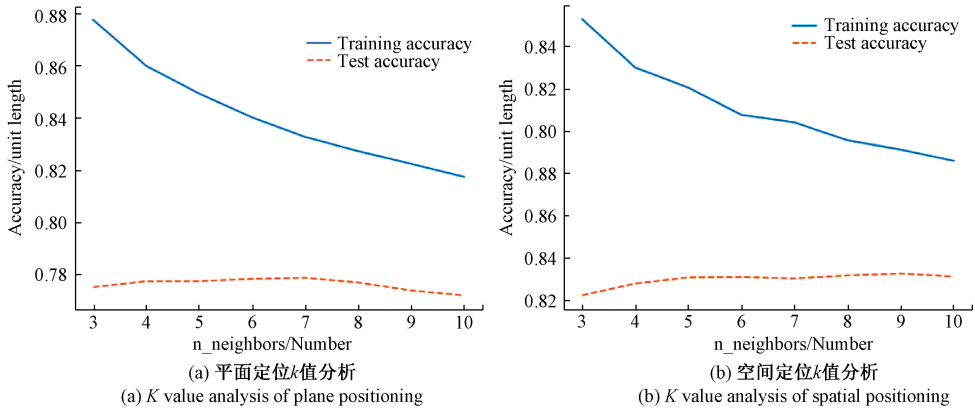 0.88
0.86
0.84
0.82
0.80
0.78
Accuracy/unit length
Training accuracy
Test accuracy
3 4 5 6 7 8 9 10
n_neighbors/Number
(a) 平面定位k值分析
(a) K value analysis of plane positioning
0.84
0.82
0.80
0.88
0.86
0.84
0.82
Accuracy/unit length
Training accuracy
Test accuracy
3 4 5 6 7 8 9 10
n_neighbors/Number
(b) 空间定位k值分析
(b) K value analysis of spatial positioning